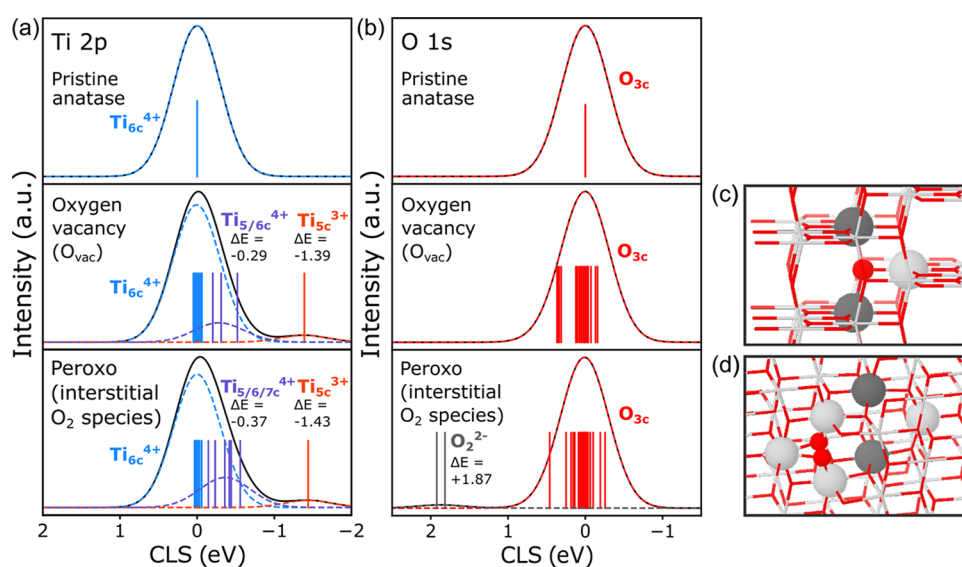 (a)
Ti 2p
Pristine
anatase
Ti6c4+
Oxygen
vacancy
(Ovac)
Ti5/6c4+
ΔE =
-0.29
Ti5c3+
ΔE =
-1.39
Ti6c4+
Peroxo
(interstitial
O2 species)
Ti5/6/7c4+
ΔE =
-0.37
Ti5c3+
ΔE =
-1.43
Ti6c4+
Intensity (a.u.)
2
1
0
-1
-2
CLS (eV)
(b)
O 1s
Pristine
anatase
O3c
Oxygen
vacancy
(Ovac)
O3c
Peroxo
(interstitial
O2 species)
O3c
O22-
ΔE =
+1.87
Intensity (a.u.)
2
1
0
-1
CLS (eV)
(c)
(d)